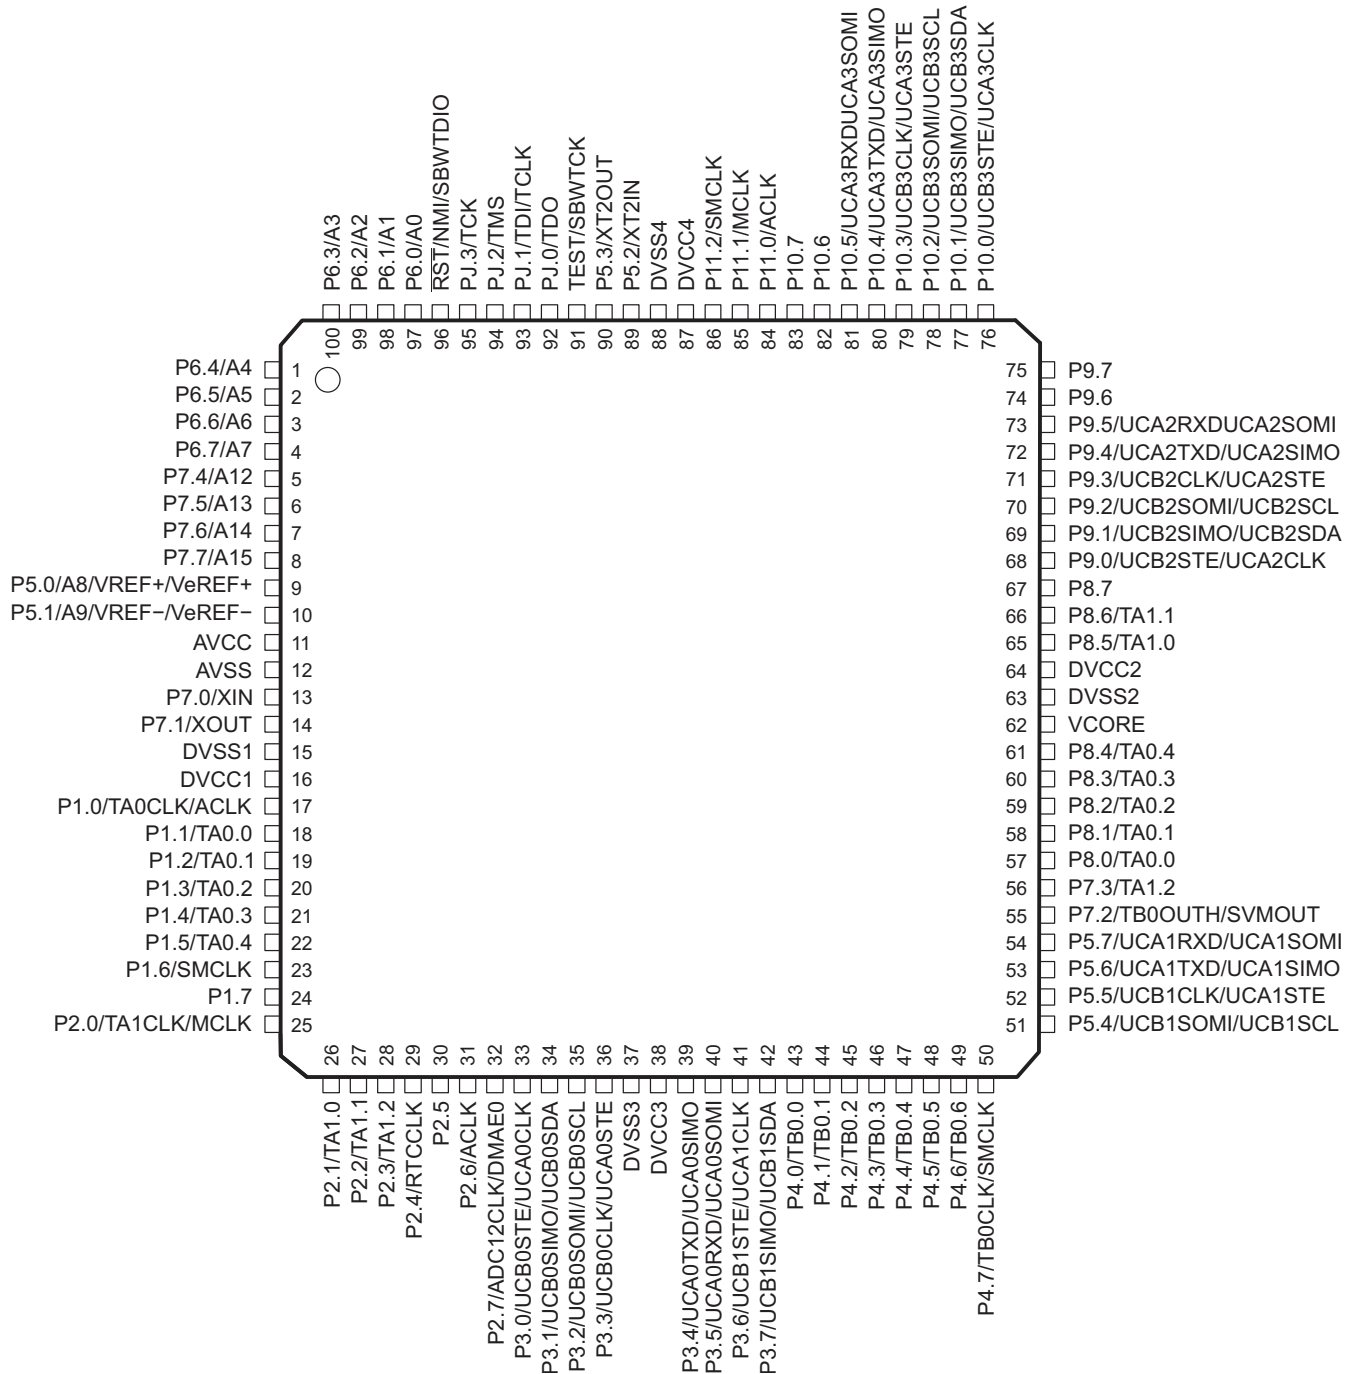 P6.3/A3
P6.2/A2
P6.1/A1
P6.0/A0
RST/NMI/SBWTDIO
PJ.3/TCK
PJ.2/TMS
PJ.1/TDI/TCLK
PJ.0/TDO
TEST/SBWTCK
P5.3/XT2OUT
P5.2/XT2IN
DVSS4
DVCC4
P11.2/SMCLK
P11.1/MCLK
P11.0/ACLK
P10.7
P10.6
P10.5/UCA3RXDUCA3SOMI
P10.4/UCA3TXD/UCA3SIMO
P10.3/UCB3CLK/UCA3STE
P10.2/UCB3SOMI/UCB3SCL
P10.1/UCB3SIMO/UCB3SDA
P10.0/UCB3STE/UCA3CLK
100
99
98
97
96
95
94
93
92
91
90
89
88
87
86
85
84
83
82
81
80
79
78
77
76
P6.4/A4 1
P6.5/A5 2
P6.6/A6 3
P6.7/A7 4
P7.4/A12 5
P7.5/A13 6
P7.6/A14 7
P7.7/A15 8
P5.0/A8/VREF+/VeREF+ 9
P5.1/A9/VREF−/VeREF− 10
AVCC 11
AVSS 12
P7.0/XIN 13
P7.1/XOUT 14
DVSS1 15
DVCC1 16
P1.0/TA0CLK/ACLK 17
P1.1/TA0.0 18
P1.2/TA0.1 19
P1.3/TA0.2 20
P1.4/TA0.3 21
P1.5/TA0.4 22
P1.6/SMCLK 23
P1.7 24
P2.0/TA1CLK/MCLK 25
75 P9.7
74 P9.6
73 P9.5/UCA2RXDUCA2SOMI
72 P9.4/UCA2TXD/UCA2SIMO
71 P9.3/UCB2CLK/UCA2STE
70 P9.2/UCB2SOMI/UCB2SCL
69 P9.1/UCB2SIMO/UCB2SDA
68 P9.0/UCB2STE/UCA2CLK
67 P8.7
66 P8.6/TA1.1
65 P8.5/TA1.0
64 DVCC2
63 DVSS2
62 VCORE
61 P8.4/TA0.4
60 P8.3/TA0.3
59 P8.2/TA0.2
58 P8.1/TA0.1
57 P8.0/TA0.0
56 P7.3/TA1.2
55 P7.2/TB0OUTH/SVMOUT
54 P5.7/UCA1RXD/UCA1SOMI
53 P5.6/UCA1TXD/UCA1SIMO
52 P5.5/UCB1CLK/UCA1STE
51 P5.4/UCB1SOMI/UCB1SCL
26
27
28
29
30
31
32
33
34
35
36
37
38
39
40
41
42
43
44
45
46
47
48
49
50
P2.1/TA1.0
P2.2/TA1.1
P2.3/TA1.2
P2.4/RTCCLK
P2.5
P2.6/ACLK
P2.7/ADC12CLK/DMAE0
P3.0/UCB0STE/UCA0CLK
P3.1/UCB0SIMO/UCB0SDA
P3.2/UCB0SOMI/UCB0SCL
P3.3/UCB0CLK/UCA0STE
DVSS3
DVCC3
P3.4/UCA0TXD/UCA0SIMO
P3.5/UCA0RXD/UCA0SOMI
P3.6/UCB1STE/UCA1CLK
P3.7/UCB1SIMO/UCB1SDA
P4.0/TB0.0
P4.1/TB0.1
P4.2/TB0.2
P4.3/TB0.3
P4.4/TB0.4
P4.5/TB0.5
P4.6/TB0.6
P4.7/TB0CLK/SMCLK